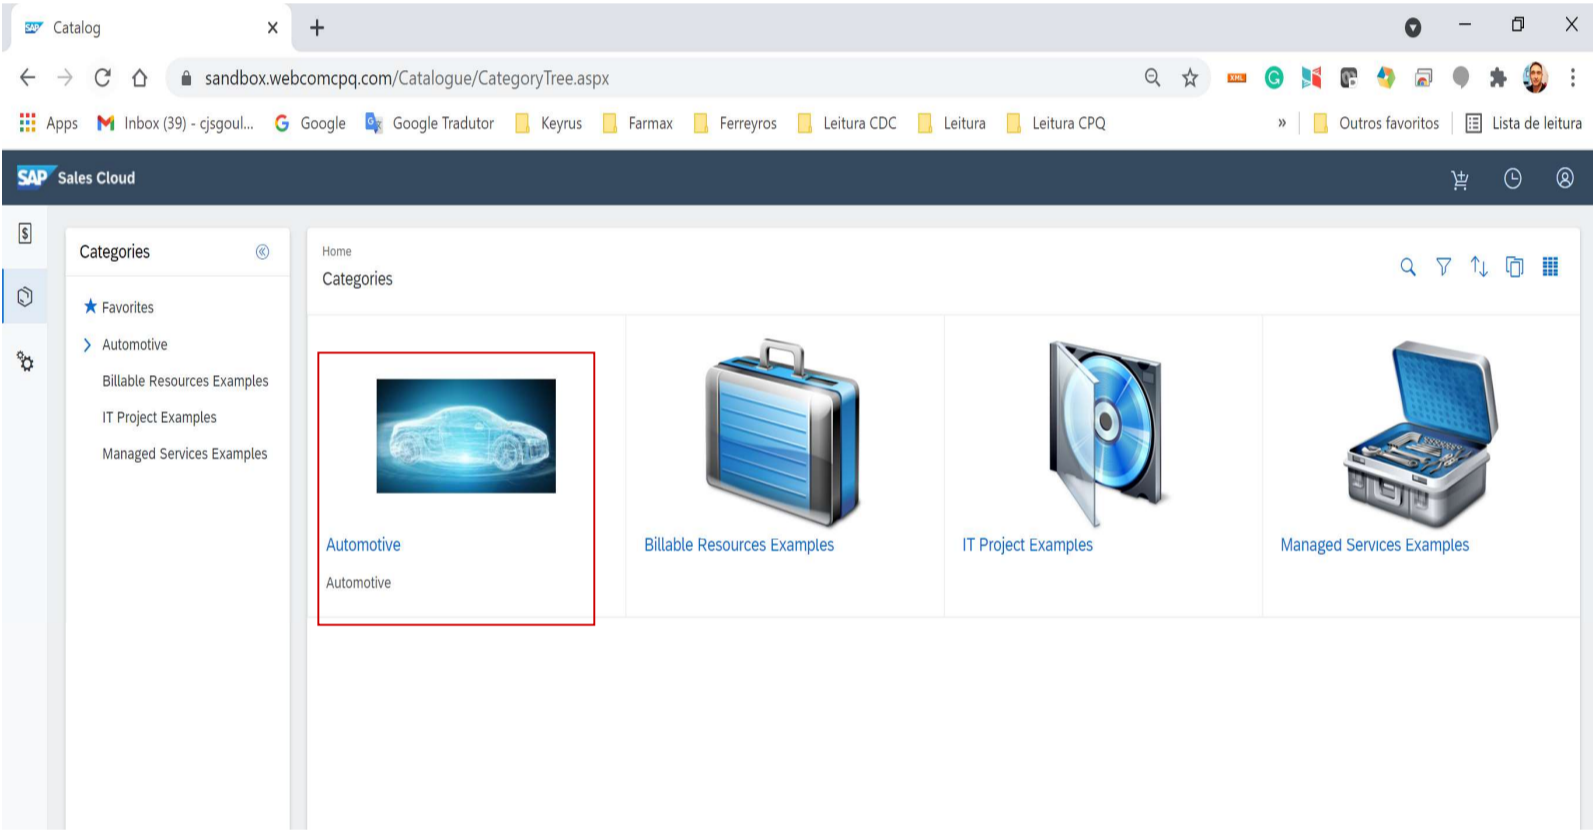 SAP Catalog
sandbox.webcomcpq.com/Catalogue/CategoryTree.aspx
XML
Apps Inbox (39) - cjsgoul... Google Google Tradutor Keyrus Farmax Ferreyros Leitura CDC Leitura Leitura CPQ » Outros favoritos Lista de leitura
SAP Sales Cloud
Categories
Favorites
Automotive
Billable Resources Examples
IT Project Examples
Managed Services Examples
Home
Categories
Automotive
Automotive
Billable Resources Examples
IT Project Examples
Managed Services Examples